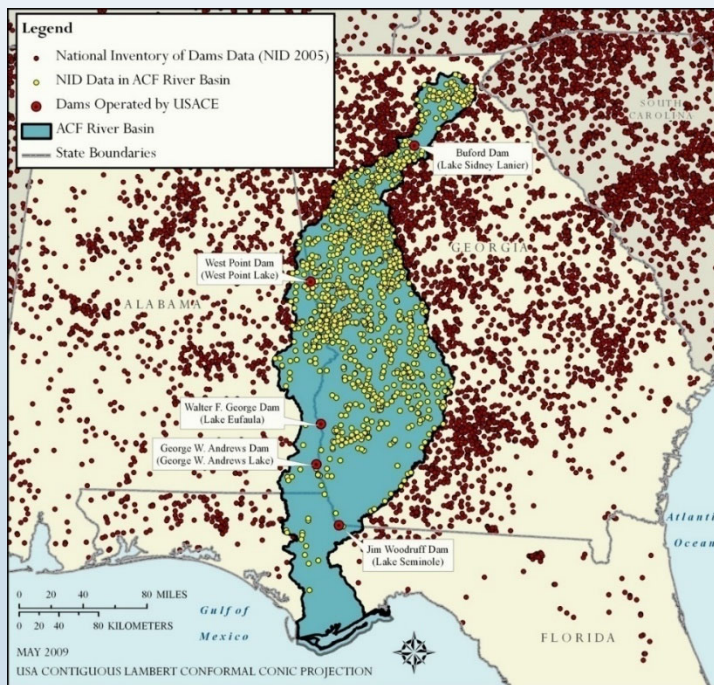 Legend
National Inventory of Dams Data (NID 2005)
NID Data in ACF River Basin
Dams Operated by USACE
ACF River Basin
State Boundaries
SOUTH
CAROLINA
Buford Dam
(Lake Sidney Lanier)
GEORGIA
West Point Dam
(West Point Lake)
ALABAMA
Walter F. George Dam
(Lake Eufaula)
George W. Andrews Dam
(George W. Andrews Lake)
Atlantic
Ocean
Jim Woodruff Dam
(Lake Seminole)
0 20 40 80 MILES
0 20 40 80 KILOMETERS
Gulf of
Mexico
FLORIDA
MAY 2009
USA CONTIGUOUS LAMBERT CONFORMAL CONIC PROJECTION